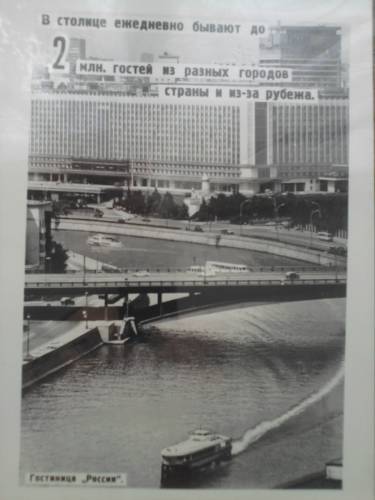 В столице ежедневно бывают до
2 млн. гостей из разных городов
страны и из-за рубежа.
Гостиница „Россия".